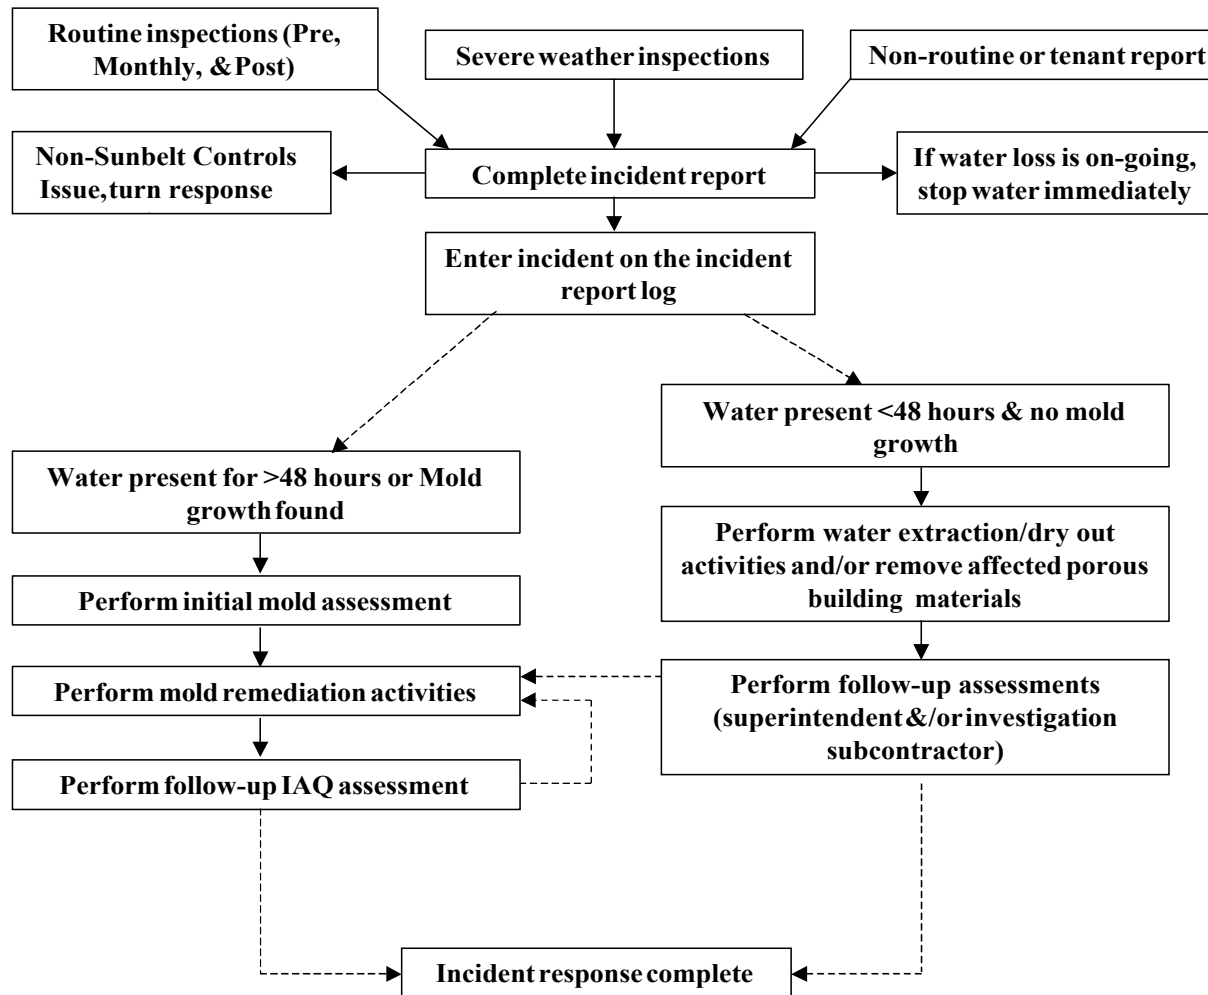 Routine inspections (Pre,
Monthly, & Post)
Severe weather inspections
Non-routine or tenant report
Non-Sunbelt Controls
Issue, turn response
Complete incident report
If water loss is on-going,
stop water immediately
Enter incident on the incident
report log
Water present <48 hours & no mold
growth
Water present for >48 hours or Mold
growth found
Perform water extraction/dry out
activities and/or remove affected porous
building materials
Perform initial mold assessment
Perform mold remediation activities
Perform follow-up assessments
(superintendent &/or investigation
subcontractor)
Perform follow-up IAQ assessment
Incident response complete